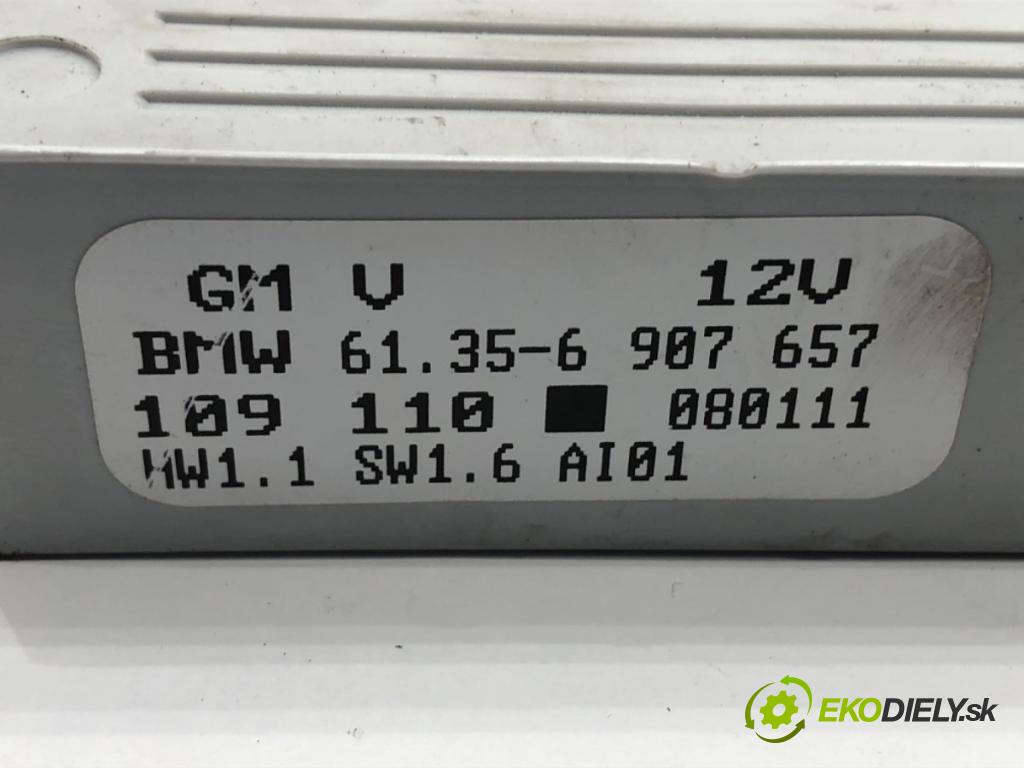 GM V 12V
BMW 61.35-6 907 657
109 110 ■ 080111
HW1.1 SW1.6 AI01
EKODIELY.sk